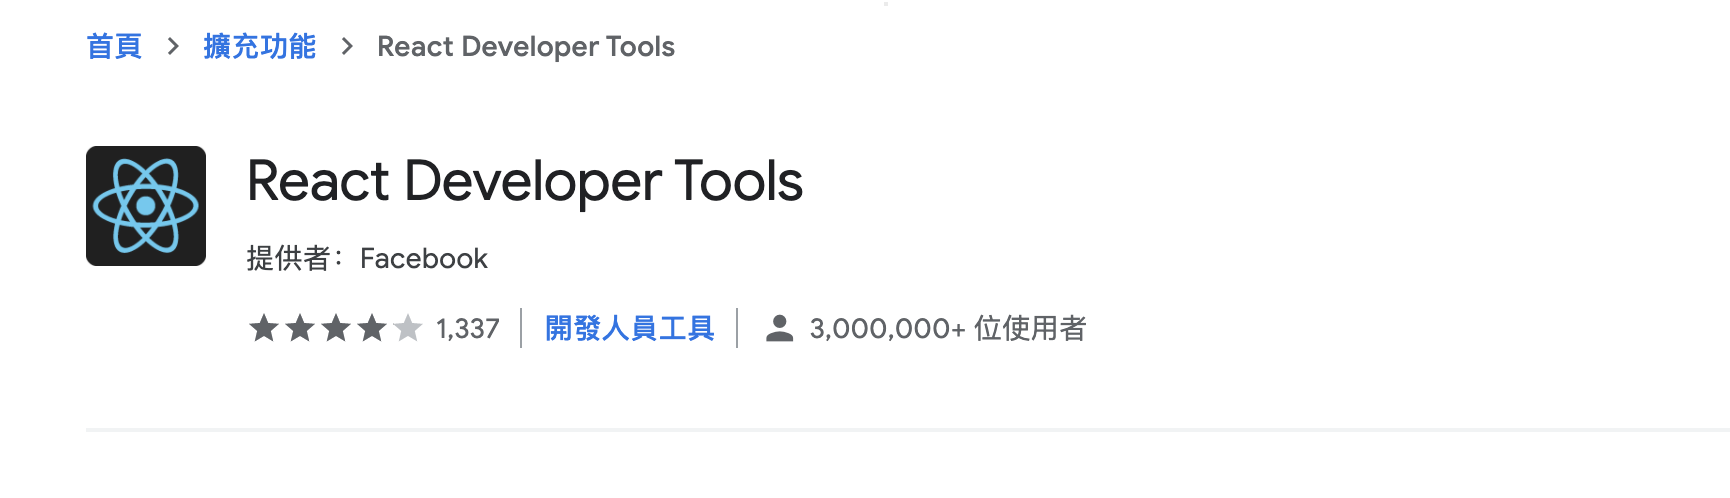 首頁 > 擴充功能 > React Developer Tools
React Developer Tools
提供者：Facebook
1,337 | 開發人員工具 | 3,000,000+ 位使用者